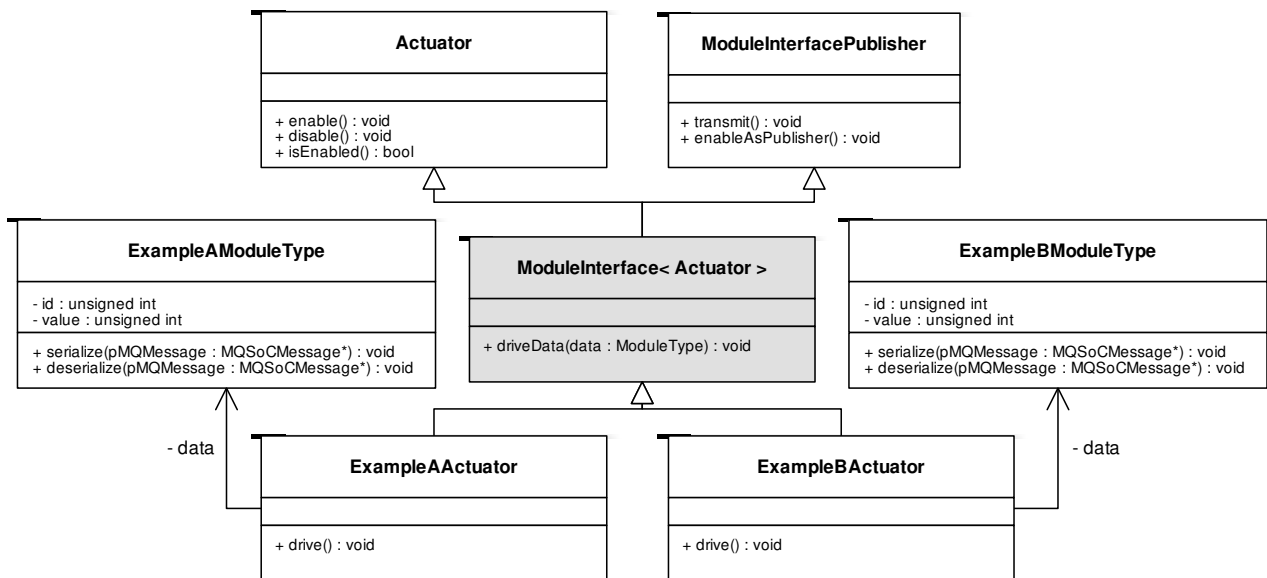 Actuator
+ enable() : void
+ disable() : void
+ isEnabled() : bool
ModuleInterfacePublisher
+ transmit() : void
+ enableAsPublisher() : void
ExampleAModuleType
- id : unsigned int
- value : unsigned int
+ serialize(pMQMessage : MQSoCMessage*) : void
+ deserialize(pMQMessage : MQSoCMessage*) : void
ModuleInterface< Actuator >
+ driveData(data : ModuleType) : void
ExampleBModuleType
- id : unsigned int
- value : unsigned int
+ serialize(pMQMessage : MQSoCMessage*) : void
+ deserialize(pMQMessage : MQSoCMessage*) : void
- data
ExampleAActuator
+ drive() : void
ExampleBActuator
+ drive() : void
- data